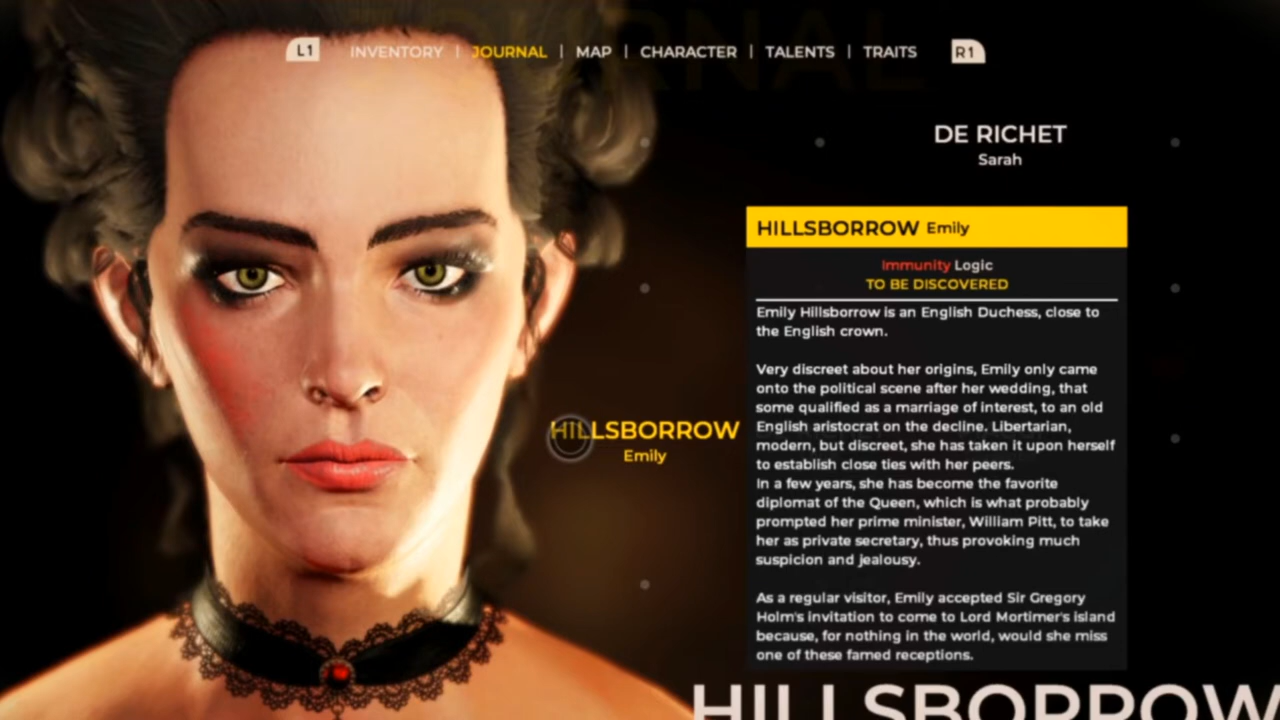 JOURNAL
L1 INVENTORY | JOURNAL | MAP | CHARACTER | TALENTS | TRAITS R1
DE RICHET
Sarah
HILLSBORROW Emily
Immunity Logic
TO BE DISCOVERED
Emily Hillsborrow is an English Duchess, close to
the English crown.
Very discreet about her origins, Emily only came
onto the political scene after her wedding, that
some qualified as a marriage of interest, to an old
English aristocrat on the decline. Libertarian,
modern, but discreet, she has taken it upon herself
to establish close ties with her peers.
In a few years, she has become the favorite
diplomat of the Queen, which is what probably
prompted her prime minister, William Pitt, to take
her as private secretary, thus provoking much
suspicion and jealousy.
As a regular visitor, Emily accepted Sir Gregory
Holm's invitation to come to Lord Mortimer's island
because, for nothing in the world, would she miss
one of these famed receptions.
HILLSBORROW
Emily
HILLSBORROW